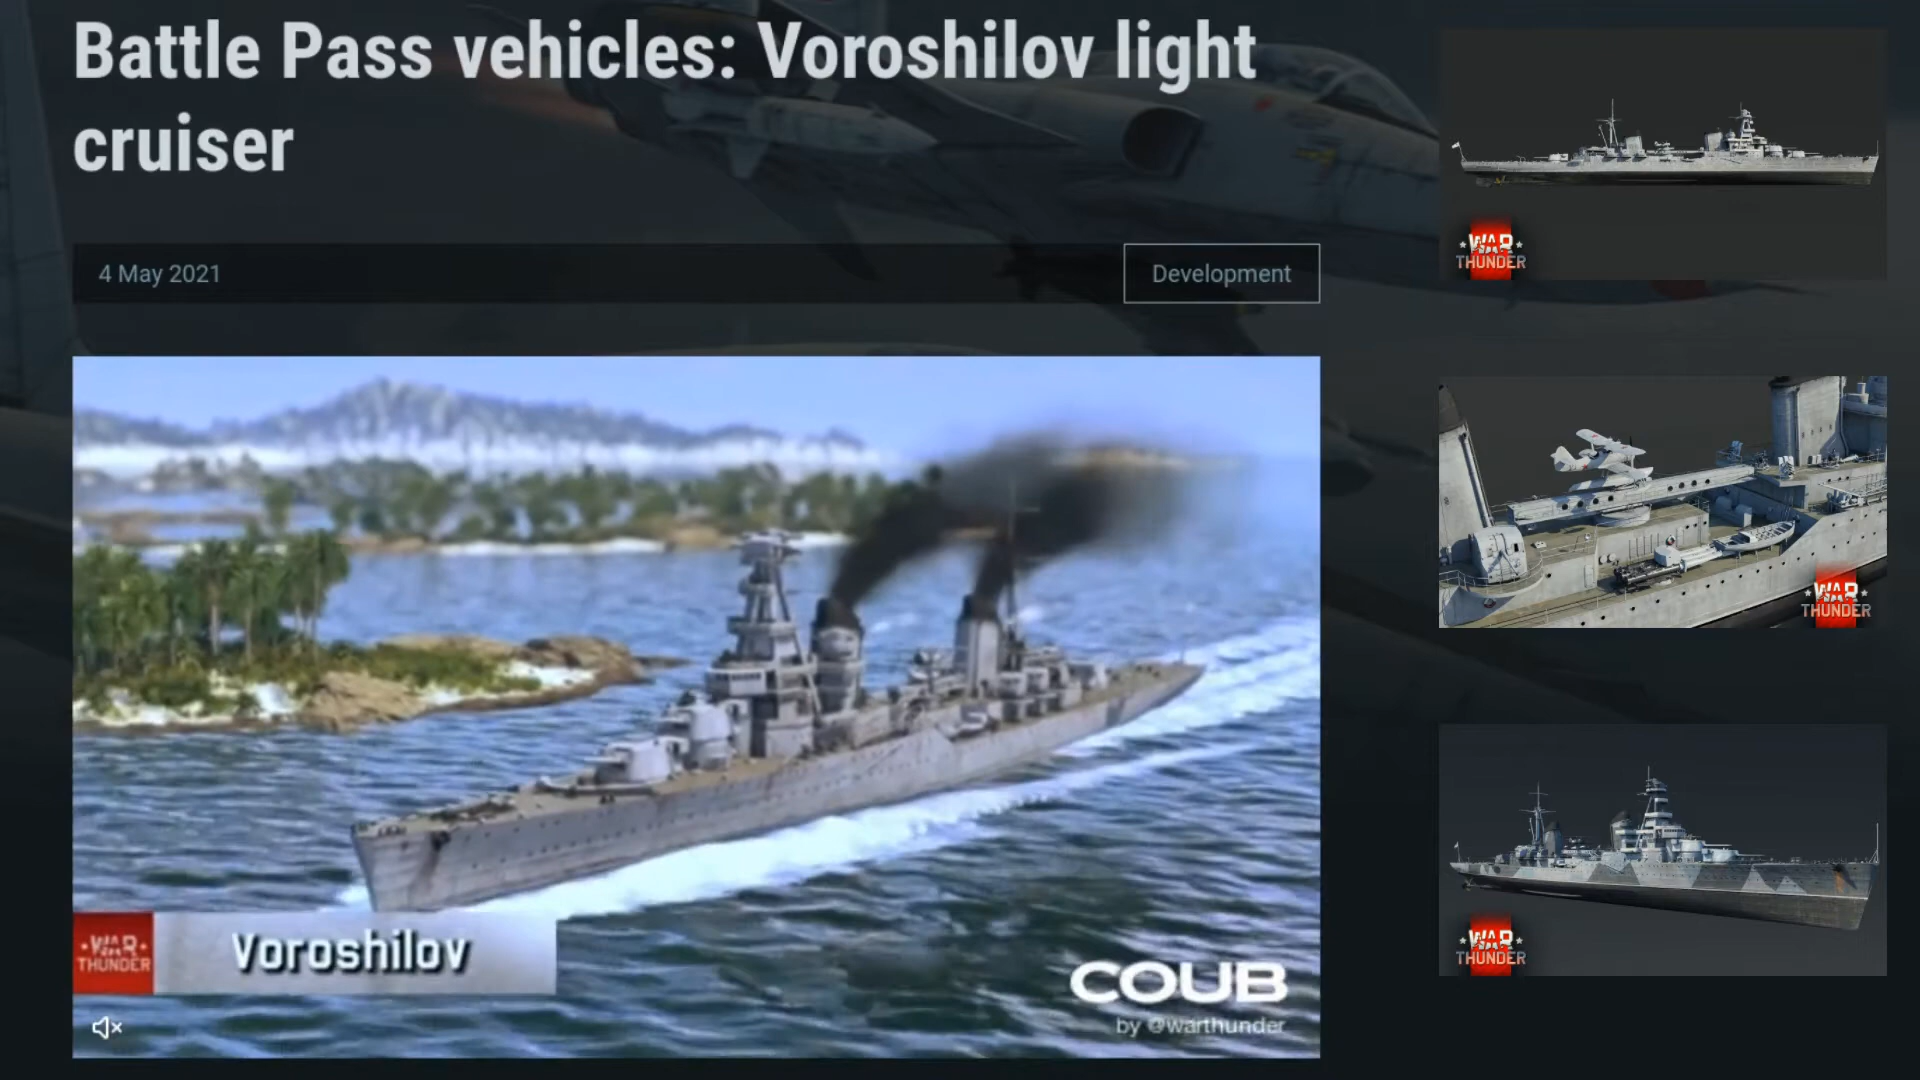 Battle Pass vehicles: Voroshilov light
cruiser
4 May 2021
Development
WAR
THUNDER
Voroshilov
COUB
by @warthunder
WAR
THUNDER
WAR
THUNDER
WAR
THUNDER